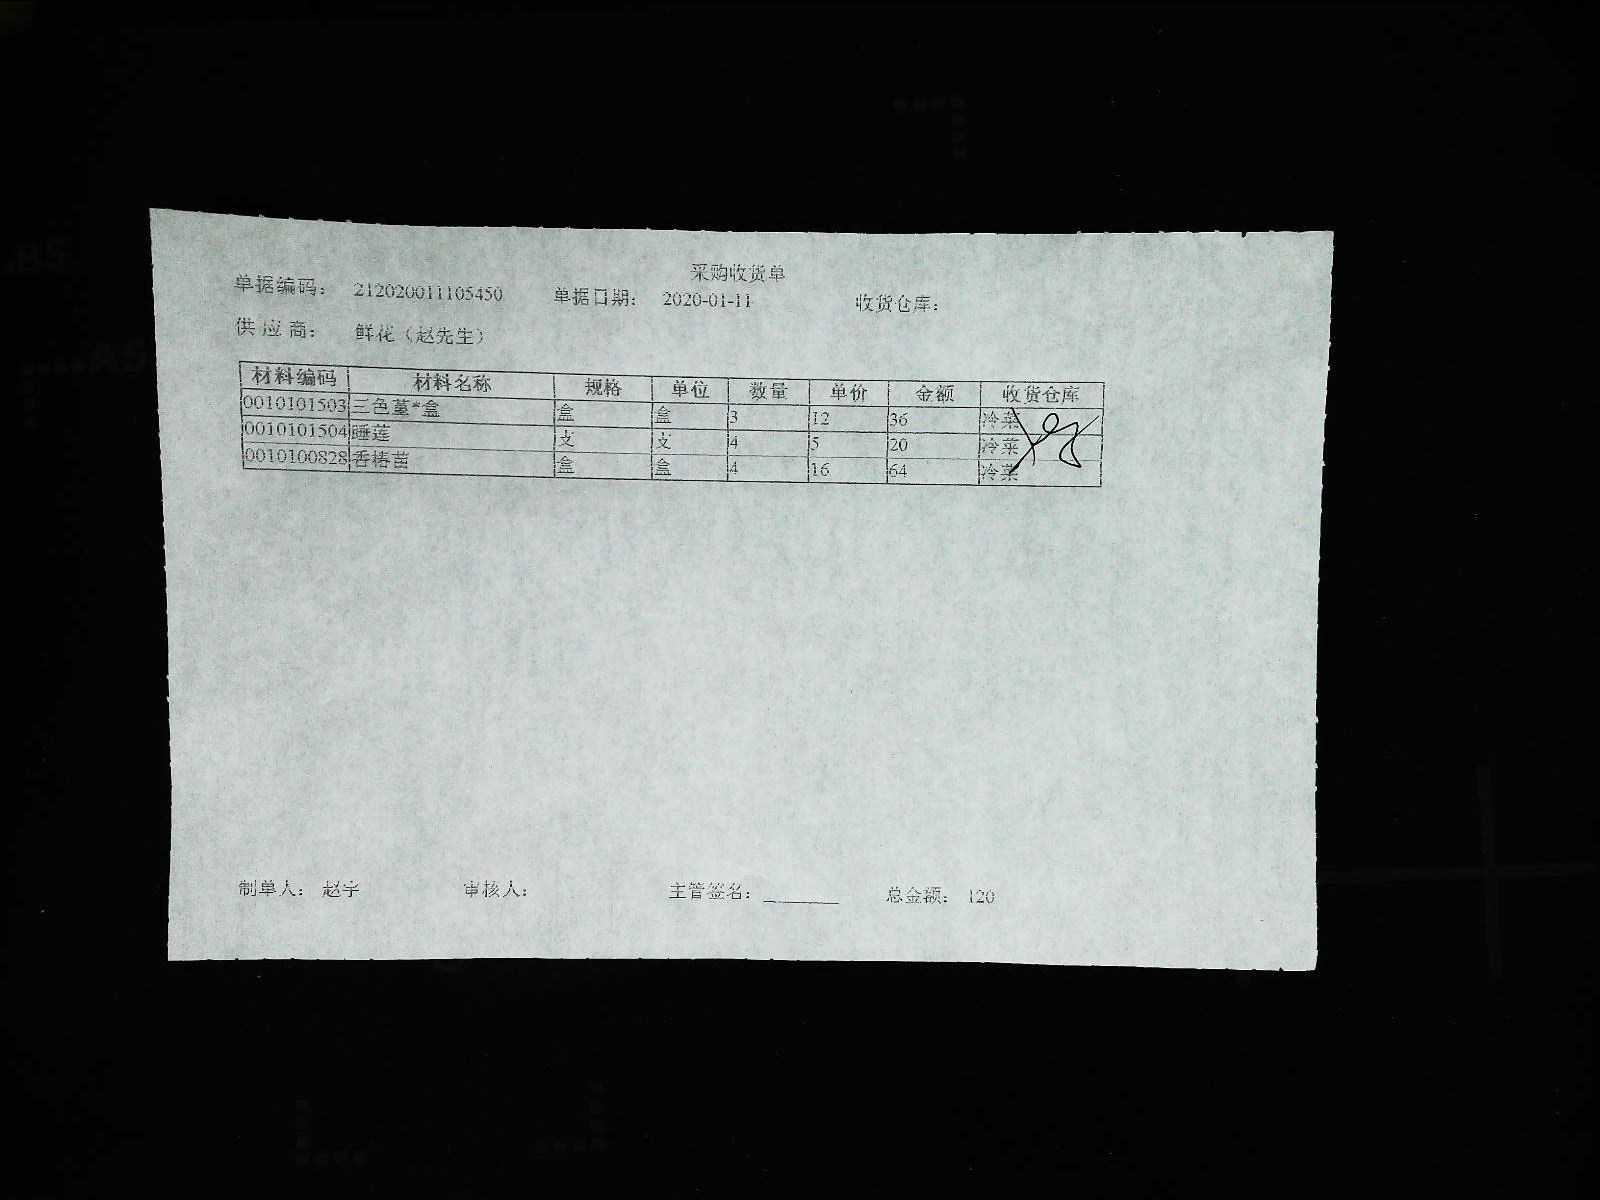 采购收货单
单据编码: 212020011105450 单据日期: 2020-01-11 收货仓库:
供应商: 鲜花（赵先生）
材料编码 材料名称 规格 单位 数量 单价 金额 收货仓库
0010101503 三色堇*盒 盒 盒 3 12 36 冷菜
0010101504 睡莲 支 支 4 5 20 冷菜
0010100828 香椿苗 盒 盒 4 16 64 冷菜
制单人: 赵宇 审核人: 主管签名: 总金额: 120